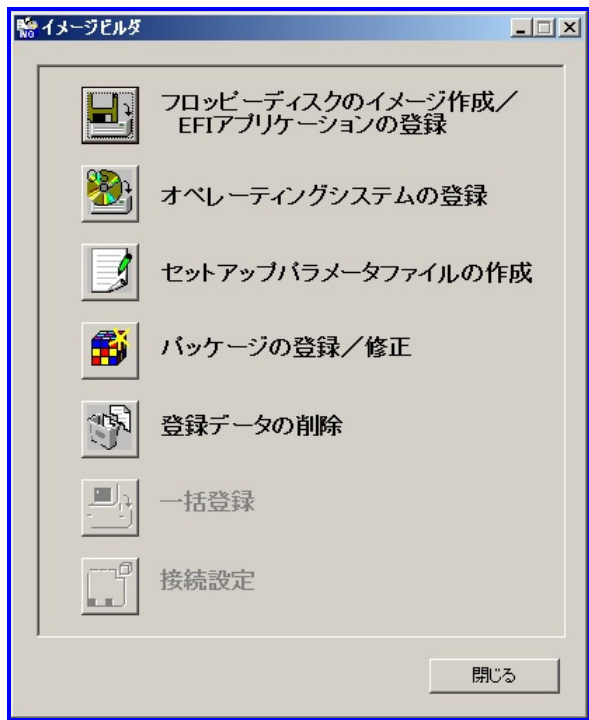 イメージビルダ
フロッピーディスクのイメージ作成／
EFIアプリケーションの登録
オペレーティングシステムの登録
セットアップパラメータファイルの作成
パッケージの登録／修正
登録データの削除
一括登録
接続設定
閉じる